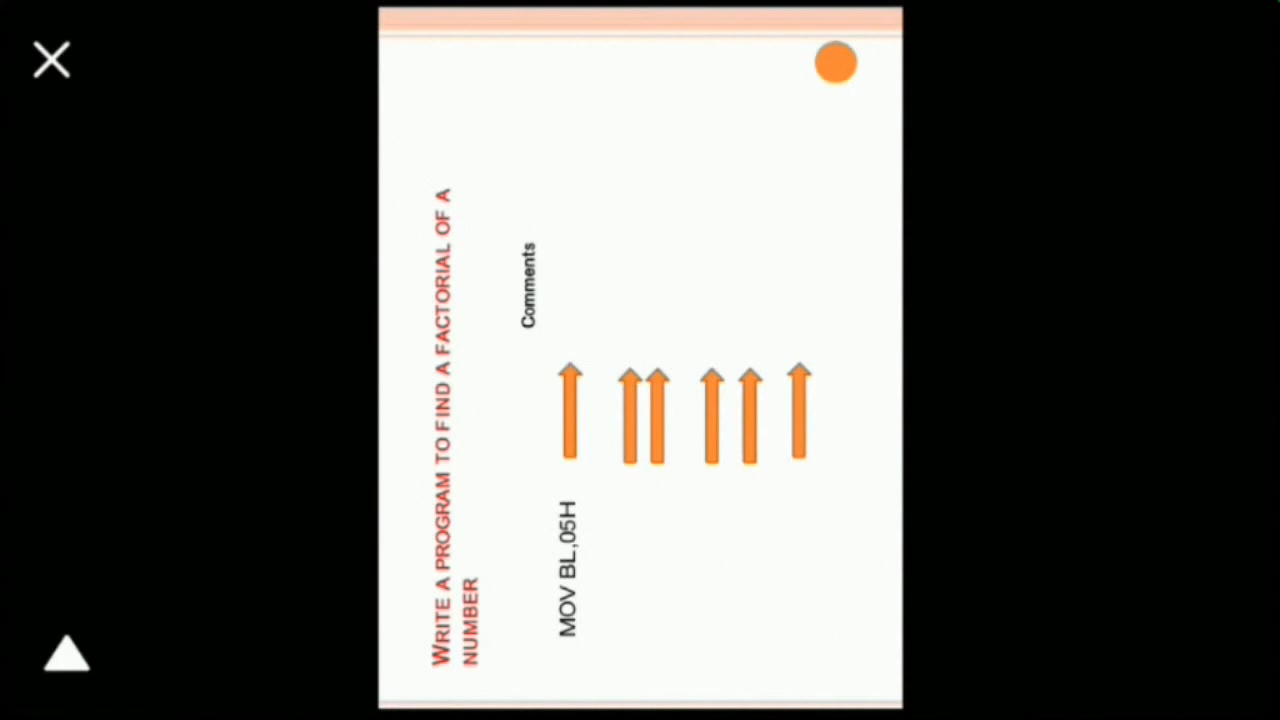 WRITE A PROGRAM TO FIND A FACTORIAL OF A
NUMBER
Comments
MOV BL,05H